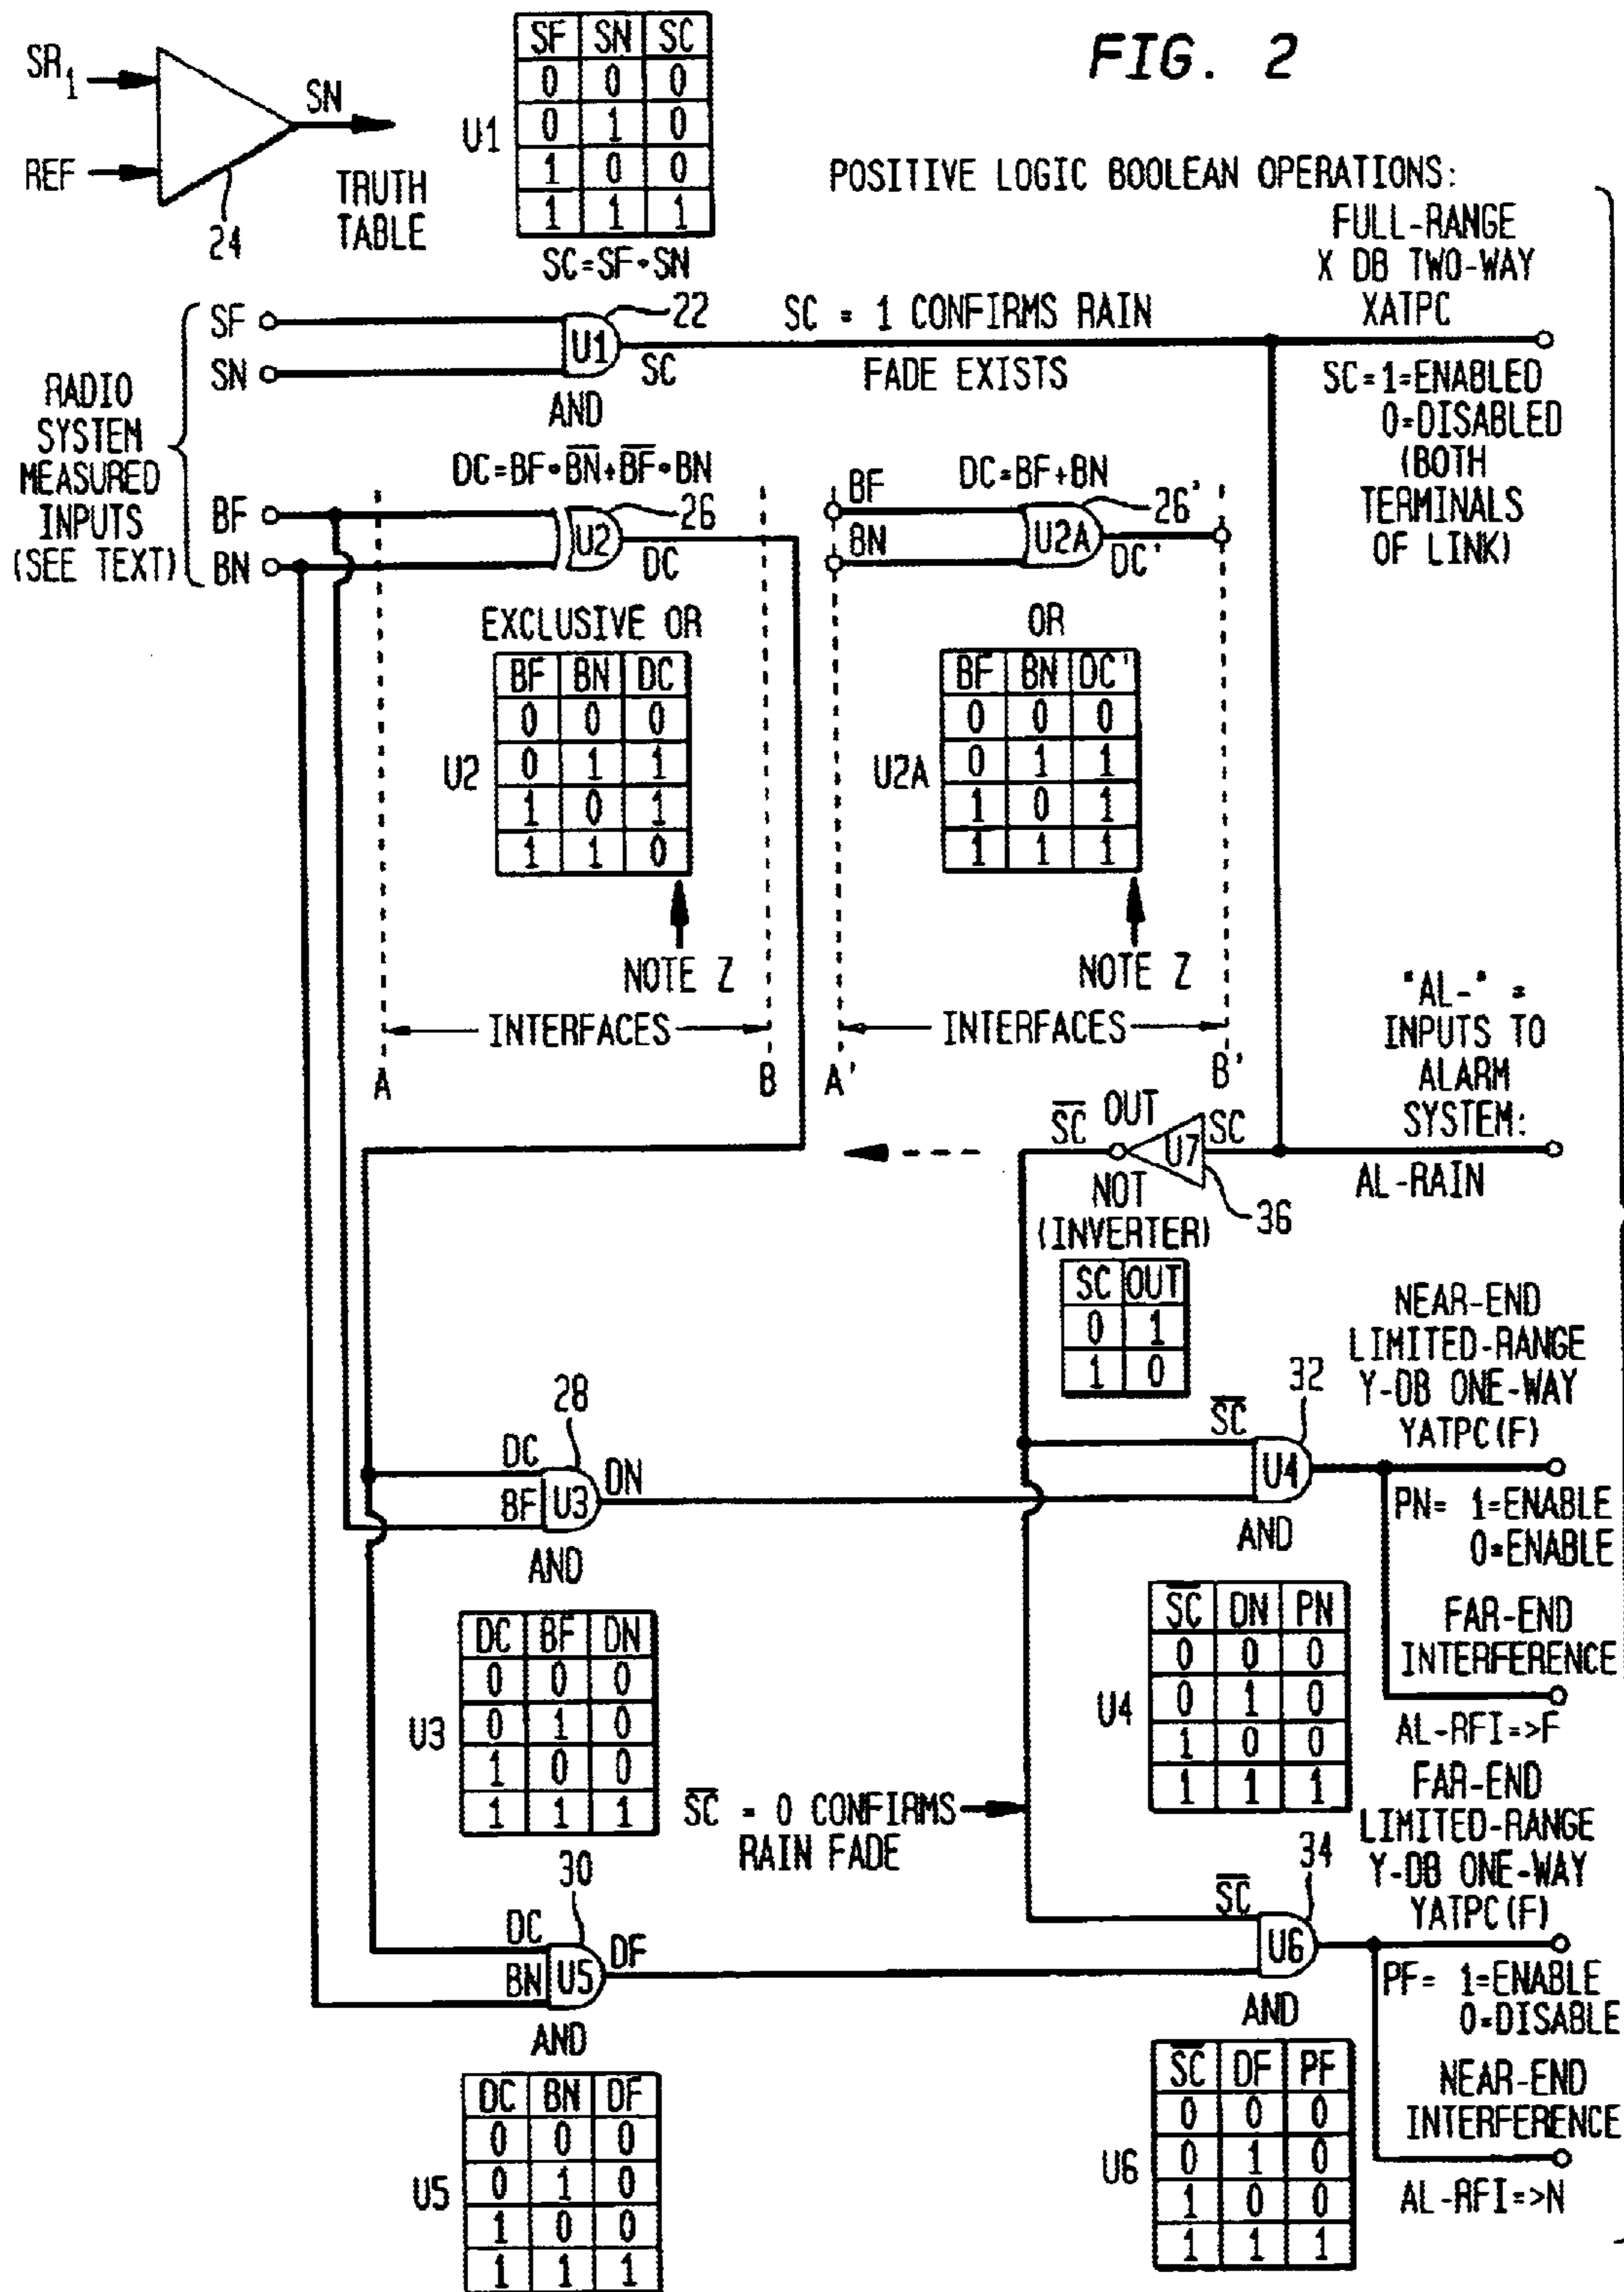 FIG. 2
SR1
REF
SN
24
TRUTH
TABLE
U1
SF SN SC
0 0 0
0 1 0
1 0 0
1 1 1
SC=SF•SN
POSITIVE LOGIC BOOLEAN OPERATIONS:
FULL-RANGE
X DB TWO-WAY
XATPC
SC=1=ENABLED
0=DISABLED
(BOTH
TERMINALS
OF LINK)
RADIO
SYSTEM
MEASURED
INPUTS
(SEE TEXT)
SF
SN
BF
BN
U1
22
SC
AND
SC = 1 CONFIRMS RAIN
FADE EXISTS
DC=BF•B̅N̅+B̅F̅•BN
U2
26
DC
EXCLUSIVE OR
U2
BF BN DC
0 0 0
0 1 1
1 0 1
1 1 0
NOTE Z
INTERFACES
A
B
DC=BF+BN
BF
BN
U2A
26'
DC'
OR
U2A
BF BN DC'
0 0 0
0 1 1
1 0 1
1 1 1
NOTE Z
INTERFACES
A'
B'
"AL-" =
INPUTS TO
ALARM
SYSTEM:
AL-RAIN
S̅C̅
OUT
U7
SC
36
NOT
(INVERTER)
SC OUT
0 1
1 0
28
DC
BF
U3
DN
AND
U3
DC BF DN
0 0 0
0 1 0
1 0 0
1 1 1
S̅C̅
32
U4
AND
NEAR-END
LIMITED-RANGE
Y-DB ONE-WAY
YATPC(F)
PN= 1=ENABLE
0=ENABLE
FAR-END
INTERFERENCE
AL-RFI=>F
U4
S̅C̅ DN PN
0 0 0
0 1 0
1 0 0
1 1 1
S̅C̅ = 0 CONFIRMS
RAIN FADE
30
DC
BN
U5
DF
AND
U5
DC BN DF
0 0 0
0 1 0
1 0 0
1 1 1
S̅C̅
34
U6
AND
FAR-END
LIMITED-RANGE
Y-DB ONE-WAY
YATPC(F)
PF= 1=ENABLE
0=DISABLE
NEAR-END
INTERFERENCE
AL-RFI=>N
U6
S̅C̅ DF PF
0 0 0
0 1 0
1 0 0
1 1 1